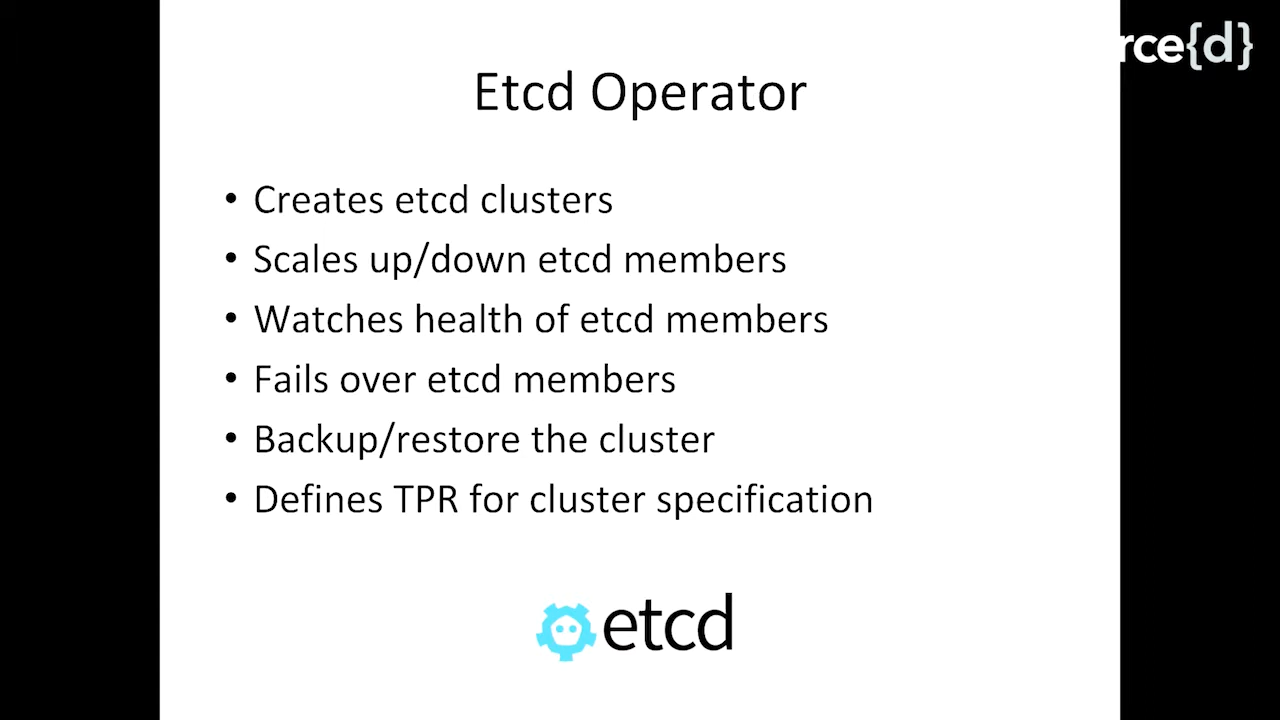 rce{d}
Etcd Operator
• Creates etcd clusters
• Scales up/down etcd members
• Watches health of etcd members
• Fails over etcd members
• Backup/restore the cluster
• Defines TPR for cluster specification
etcd